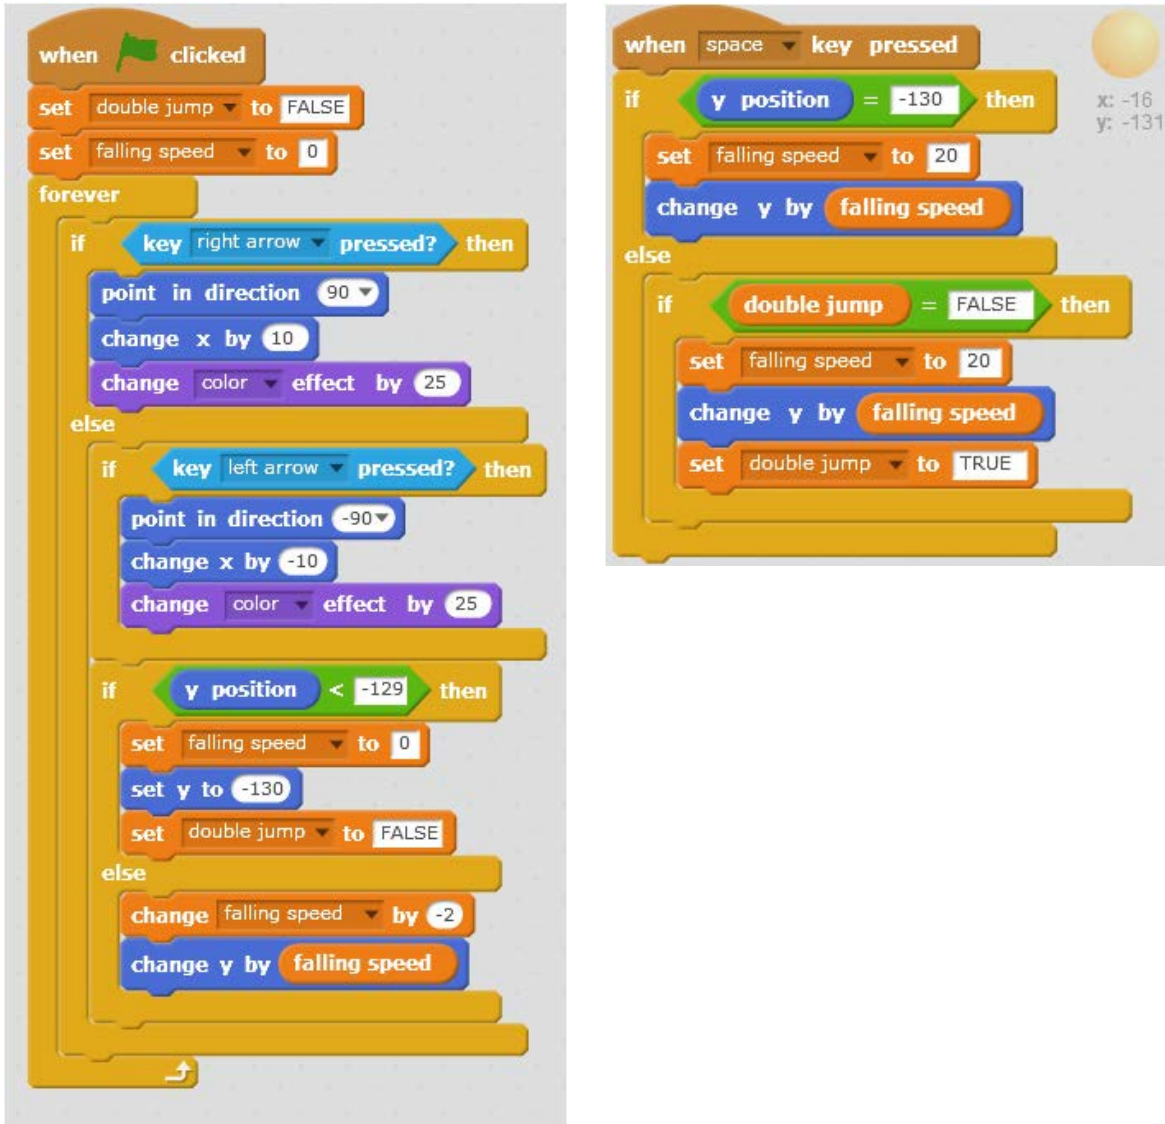 when clicked
set double jump to FALSE
set falling speed to 0
forever
if key right arrow pressed? then
point in direction 90
change x by 10
change color effect by 25
else
if key left arrow pressed? then
point in direction -90
change x by -10
change color effect by 25
if y position < -129 then
set falling speed to 0
set y to -130
set double jump to FALSE
else
change falling speed by -2
change y by falling speed
when space key pressed
if y position = -130 then
set falling speed to 20
change y by falling speed
else
if double jump = FALSE then
set falling speed to 20
change y by falling speed
set double jump to TRUE
x: -16
y: -131